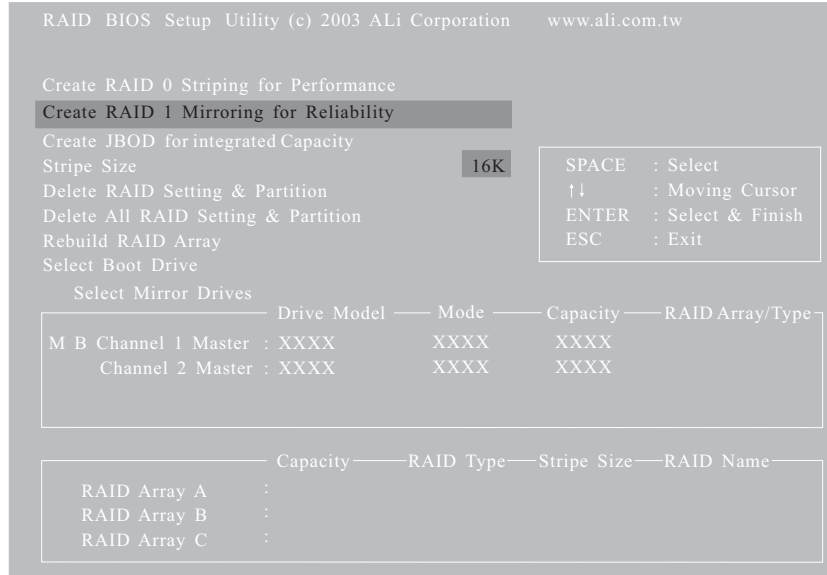 RAID BIOS Setup Utility (c) 2003 ALi Corporation www.ali.com.tw
Create RAID 0 Striping for Performance
Create RAID 1 Mirroring for Reliability
Create JBOD for integrated Capacity
Stripe Size 16K
Delete RAID Setting & Partition
Delete All RAID Setting & Partition
Rebuild RAID Array
Select Boot Drive
SPACE : Select
↑↓ : Moving Cursor
ENTER : Select & Finish
ESC : Exit
Select Mirror Drives
Drive Model Mode Capacity RAID Array/Type
M B Channel 1 Master : XXXX XXXX XXXX
Channel 2 Master : XXXX XXXX XXXX
Capacity RAID Type Stripe Size RAID Name
RAID Array A :
RAID Array B :
RAID Array C :